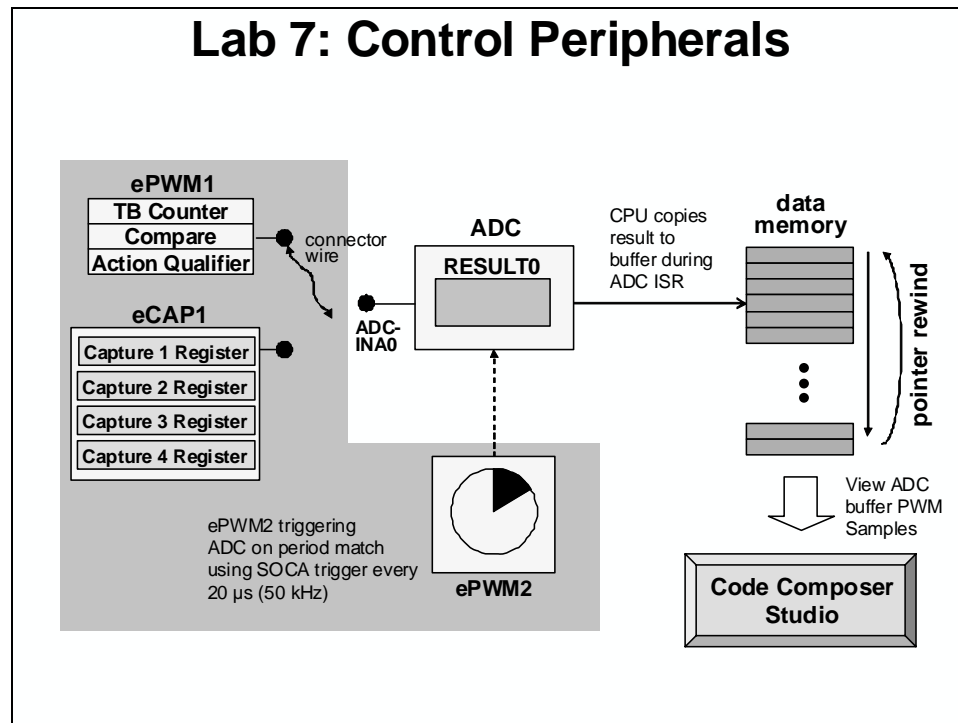 Lab 7: Control Peripherals
ePWM1
TB Counter
Compare
Action Qualifier
connector
wire
eCAP1
Capture 1 Register
Capture 2 Register
Capture 3 Register
Capture 4 Register
ADC-
INA0
ADC
RESULT0
CPU copies
result to
buffer during
ADC ISR
data
memory
pointer rewind
ePWM2 triggering
ADC on period match
using SOCA trigger every
20 µs (50 kHz)
ePWM2
View ADC
buffer PWM
Samples
Code Composer
Studio